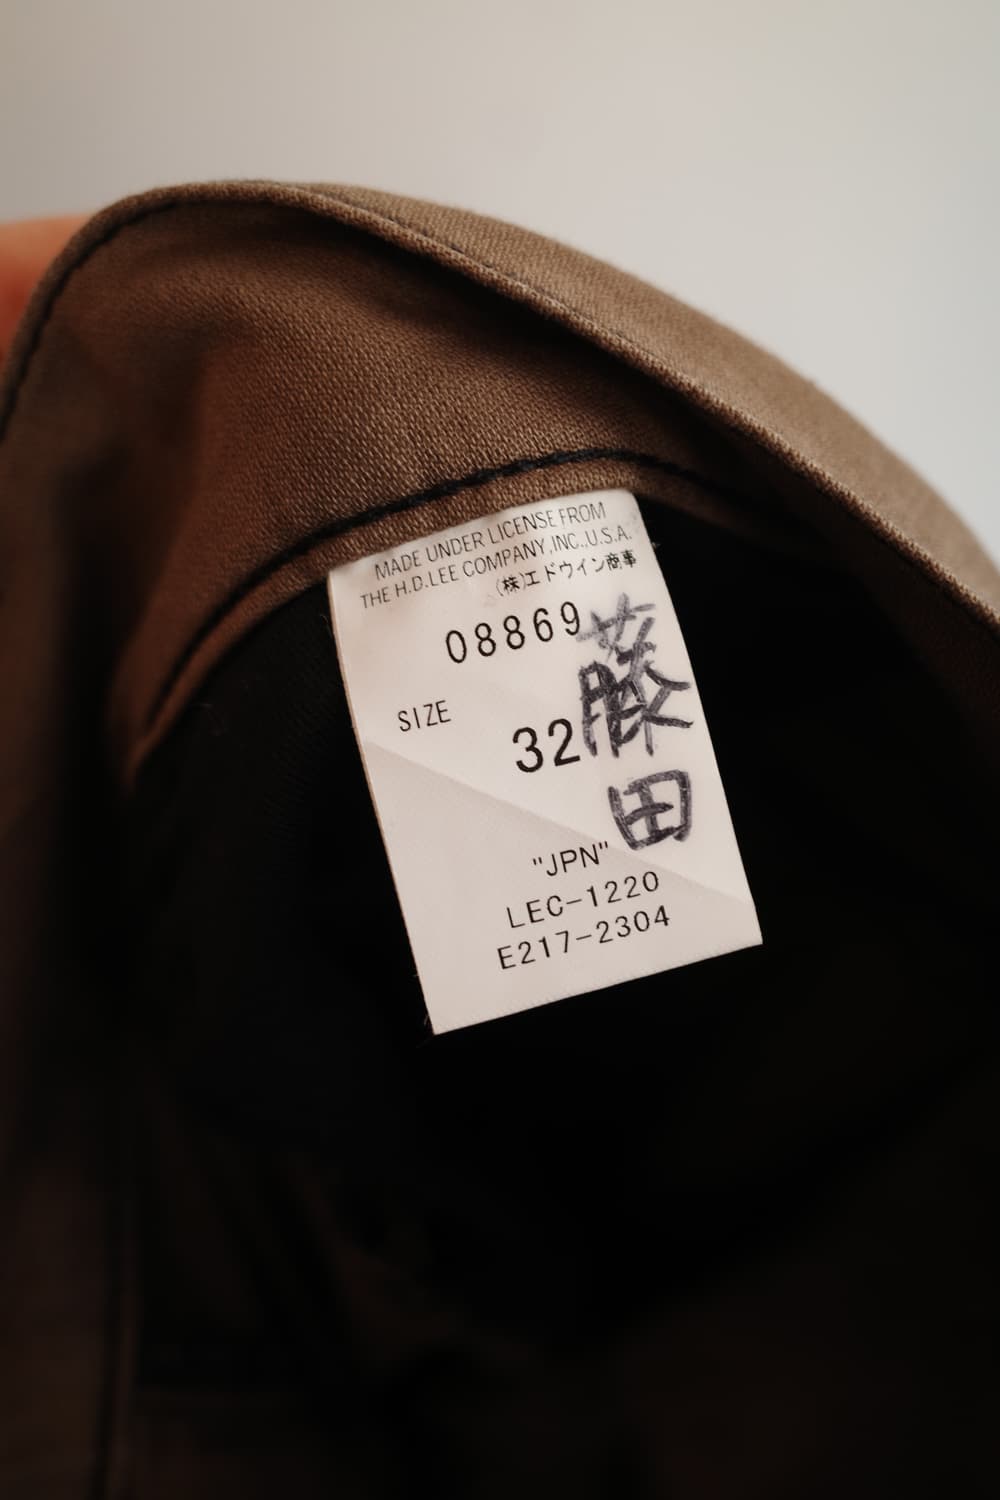 MADE UNDER LICENSE FROM
THE H.D.LEE COMPANY,INC.,U.S.A.
(株)エドウイン商事
08869
SIZE
32
藤田
"JPN"
LEC-1220
E217-2304